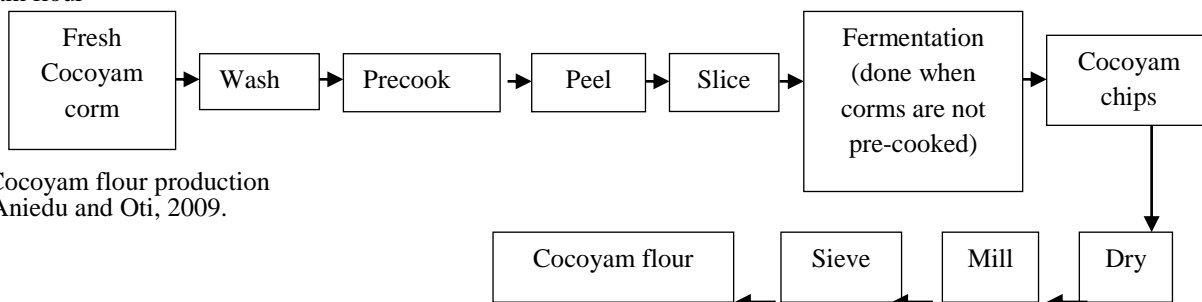 Fresh
Cocoyam
corm
Wash
Precook
Peel
Slice
Fermentation
(done when
corms are not
pre-cooked)
Cocoyam
chips
Cocoyam flour production
Aniedu and Oti, 2009.
Cocoyam flour
Sieve
Mill
Dry